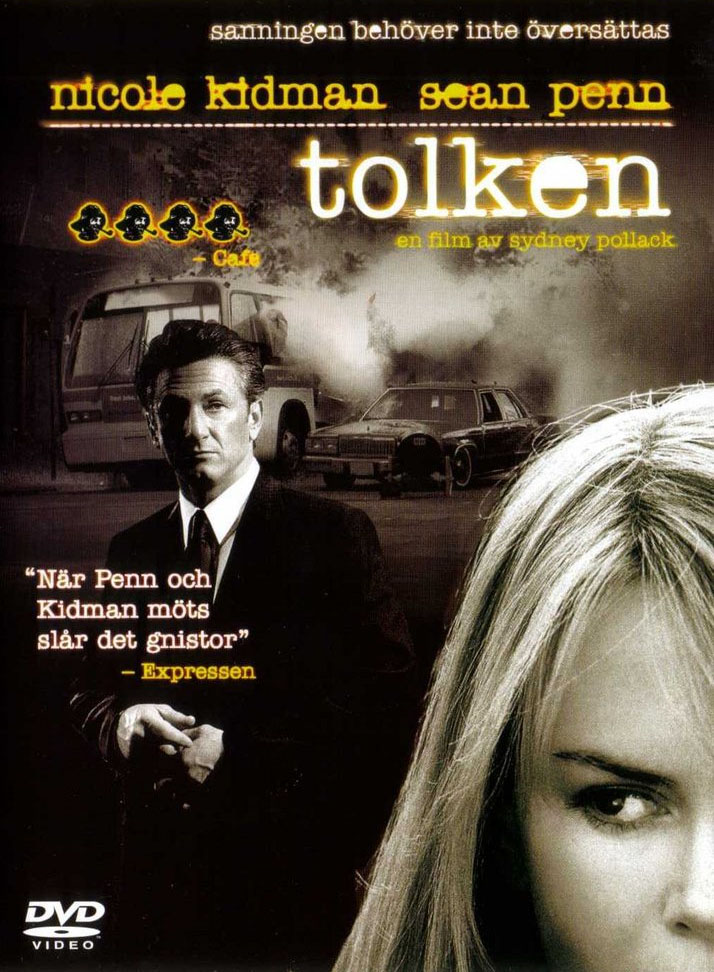 sanningen behöver inte översättas
nicole kidman sean penn
tolken
en film av sydney pollack
– Café
“När Penn och
Kidman möts
slår det gnistor”
– Expressen
DVD
VIDEO